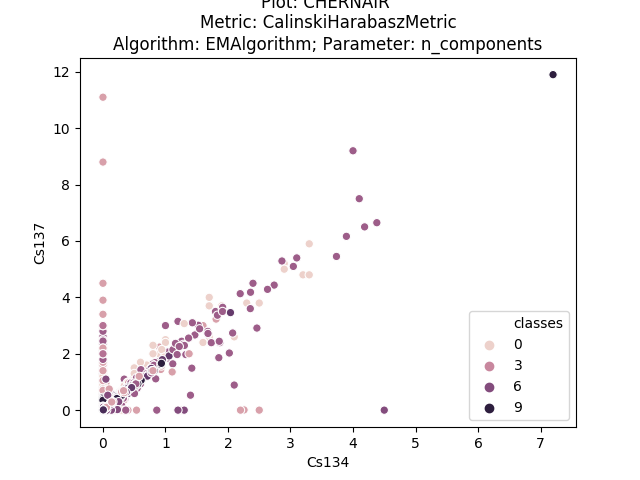 Plot: CHERNAIR
Metric: CalinskiHarabaszMetric
Algorithm: EMAlgorithm; Parameter: n_components
12
10
8
6
4
2
0
Cs137
classes
0
3
6
9
0 1 2 3 4 5 6 7
Cs134